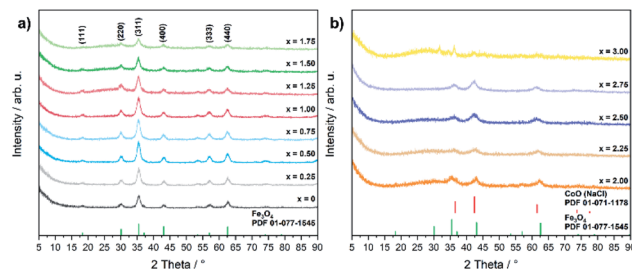 a)
(111)
(220)
(311)
(400)
(333)
(440)
x = 1.75
x = 1.50
x = 1.25
x = 1.00
x = 0.75
x = 0.50
x = 0.25
x = 0
Fe₃O₄
PDF 01-077-1545
Intensity / arb. u.
5 10 15 20 25 30 35 40 45 50 55 60 65 70 75 80 85 90
2 Theta / °
b)
x = 3.00
x = 2.75
x = 2.50
x = 2.25
x = 2.00
CoO (NaCl)
PDF 01-071-1178
Fe₃O₄
PDF 01-077-1545
Intensity / arb. u.
5 10 15 20 25 30 35 40 45 50 55 60 65 70 75 80 85 90
2 Theta / °